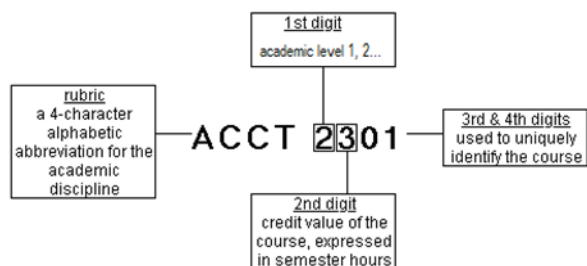 1st digit
academic level 1, 2...
rubric
a 4-character
alphabetic
abbreviation for the
academic
discipline
ACCT 2301
3rd & 4th digits
used to uniquely
identify the course
2nd digit
credit value of the
course, expressed
in semester hours